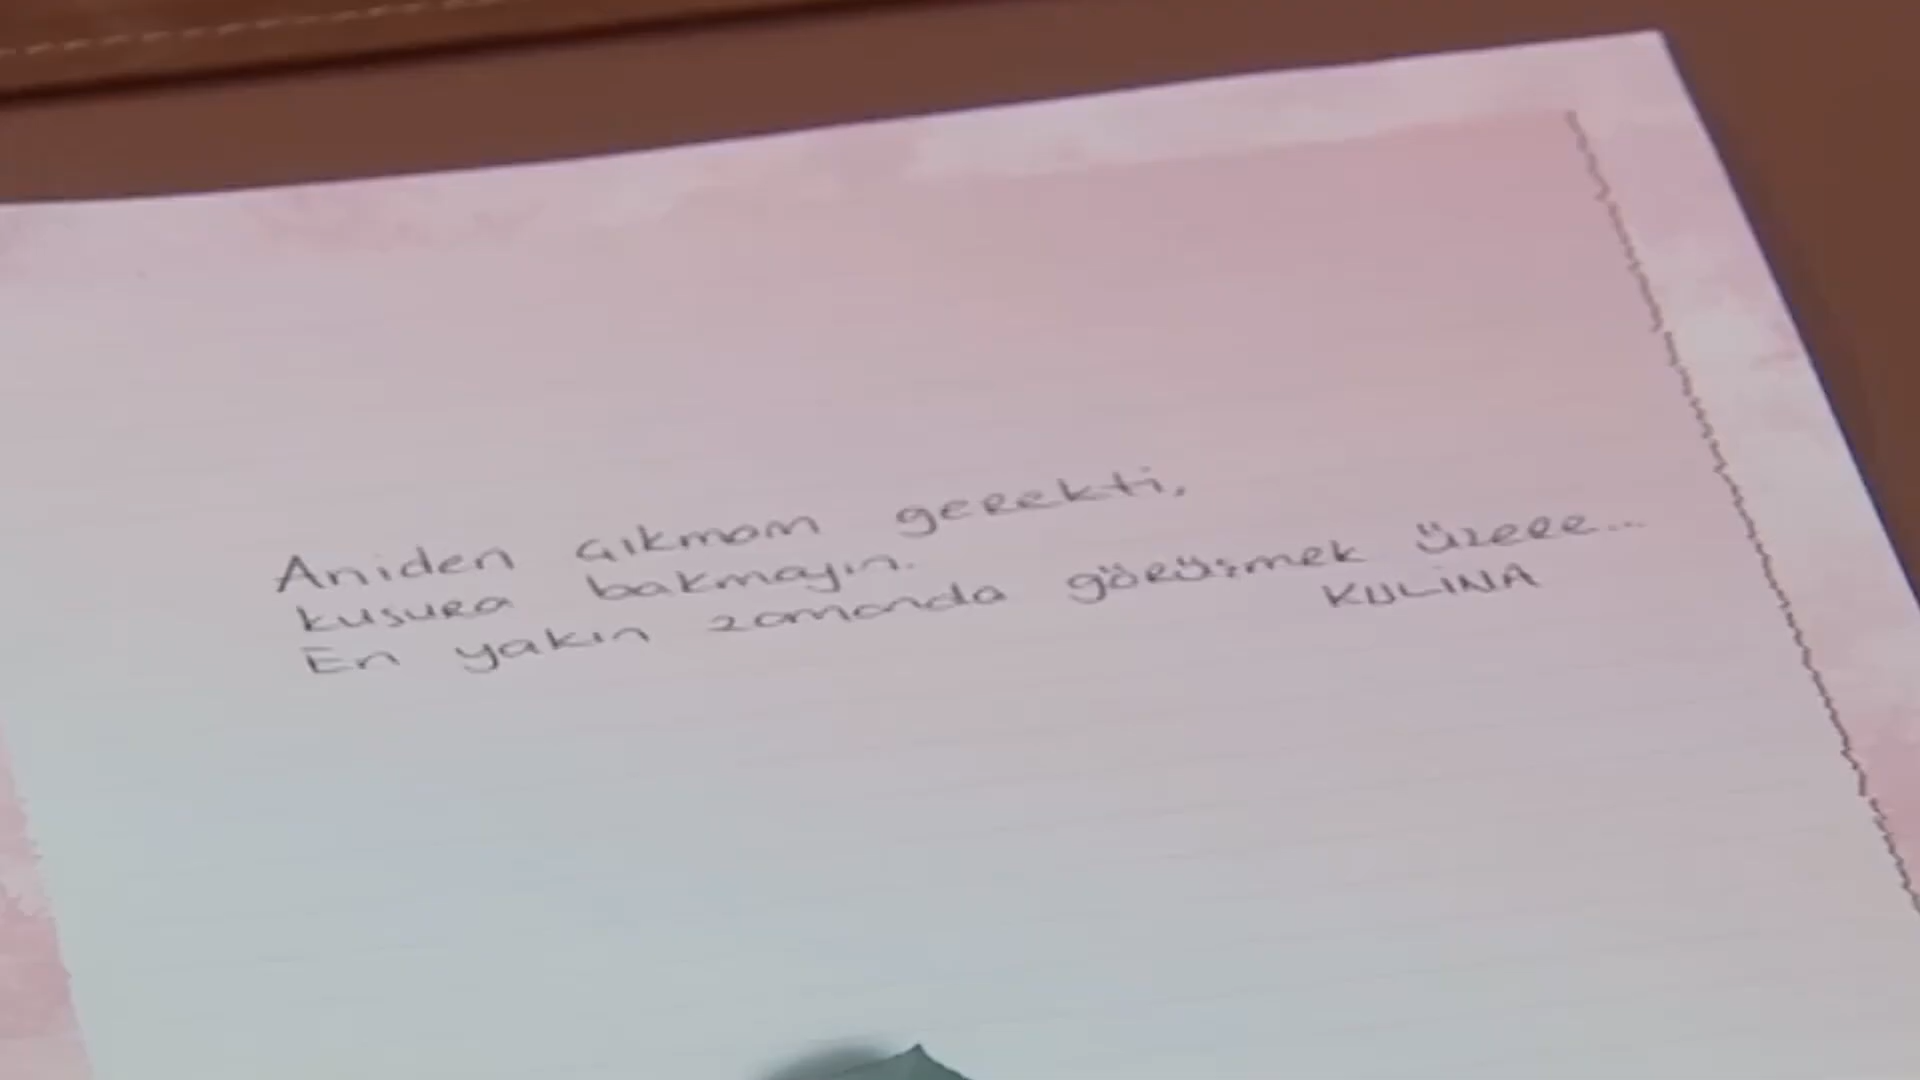 Aniden çıkmam gerekti,
kusura bakmayın.
En yakın zamanda görüşmek üzere...
KULİNA